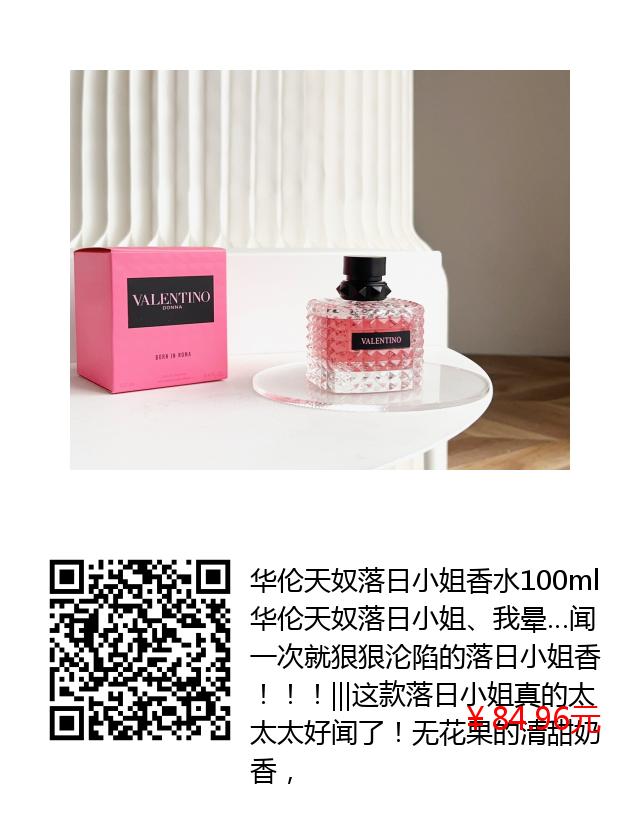 VALENTINO
DONNA
BORN IN ROMA
VALENTINO
华伦天奴落日小姐香水100ml
华伦天奴落日小姐、我晕...闻
一次就狠狠沦陷的落日小姐香
！！！|||这款落日小姐真的太
￥84.96元
太太好闻了！无花果的清甜奶
香，